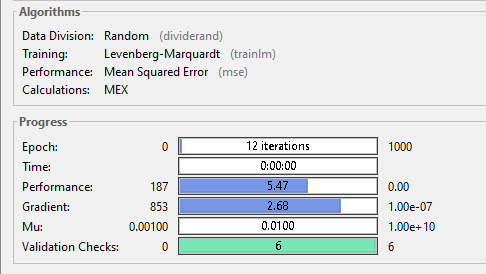 Algorithms
Data Division: Random (dividerand)
Training: Levenberg-Marquardt (trainlm)
Performance: Mean Squared Error (mse)
Calculations: MEX
Progress
Epoch: 0 12 iterations 1000
Time: 0:00:00
Performance: 187 5.47 0.00
Gradient: 853 2.68 1.00e-07
Mu: 0.00100 0.0100 1.00e+10
Validation Checks: 0 6 6